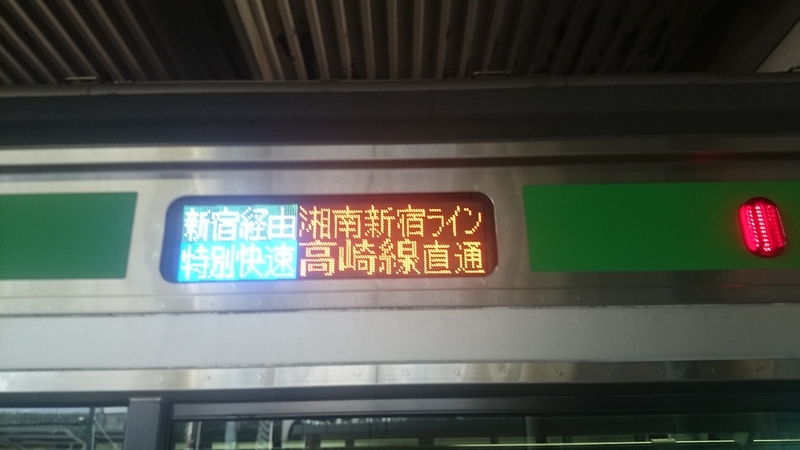 新宿経由 湘南新宿ライン
特別快速 高崎線直通